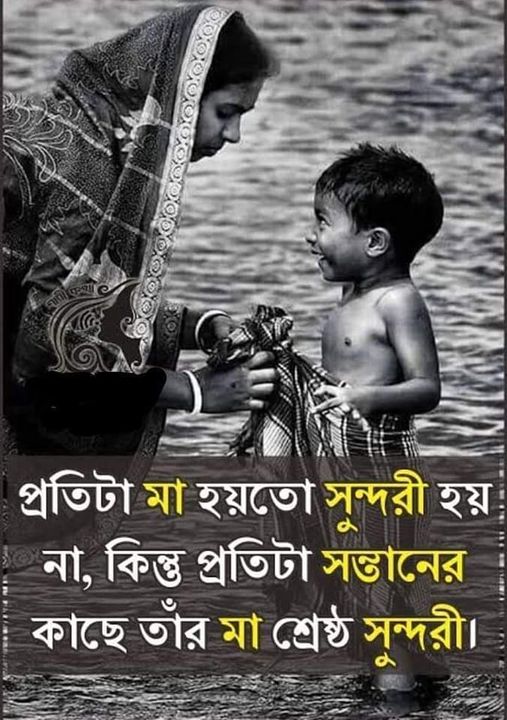 প্রতিটা মা হয়তো সুন্দরী হয়
না, কিন্তু প্রতিটা সন্তানের
কাছে তাঁর মা শ্রেষ্ঠ সুন্দরী।